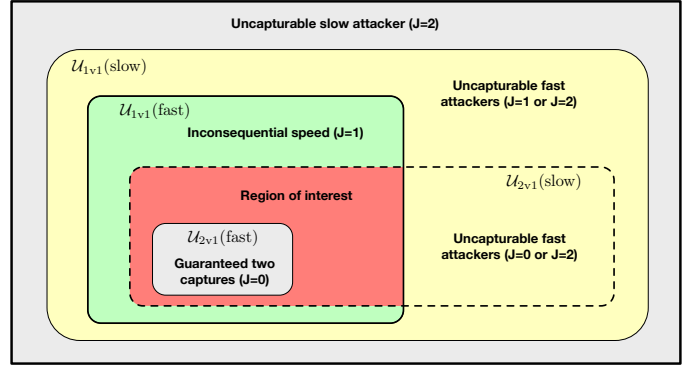 Uncapturable slow attacker (J=2)
𝒰₁ᵥ₁(slow)
Uncapturable fast
attackers (J=1 or J=2)
𝒰₁ᵥ₁(fast)
Inconsequential speed (J=1)
𝒰₂ᵥ₁(slow)
Region of interest
𝒰₂ᵥ₁(fast)
Guaranteed two
captures (J=0)
Uncapturable fast
attackers (J=0 or J=2)